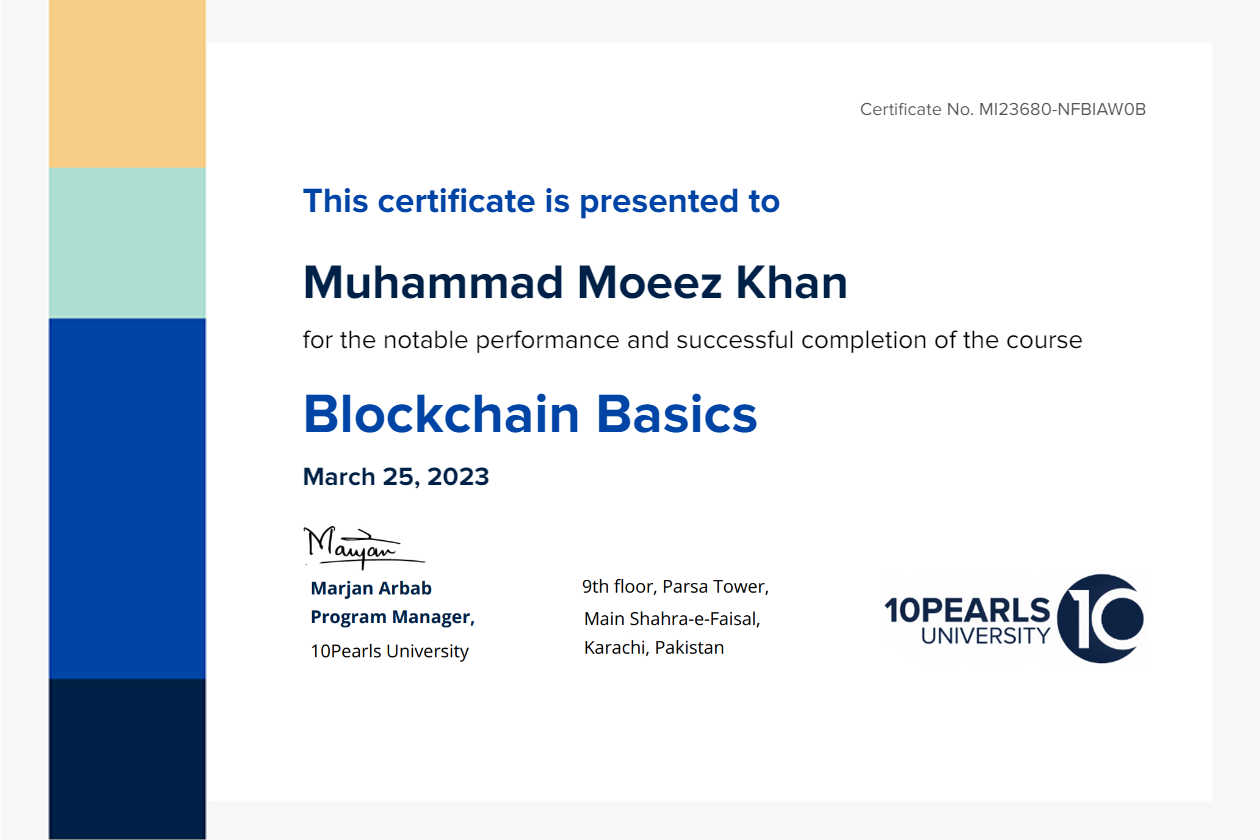 Certificate No. MI23680-NFBIAW0B
This certificate is presented to
Muhammad Moeez Khan
for the notable performance and successful completion of the course
Blockchain Basics
March 25, 2023
Marjan
Marjan Arbab
Program Manager,
10Pearls University
9th floor, Parsa Tower,
Main Shahra-e-Faisal,
Karachi, Pakistan
10PEARLS
UNIVERSITY
10